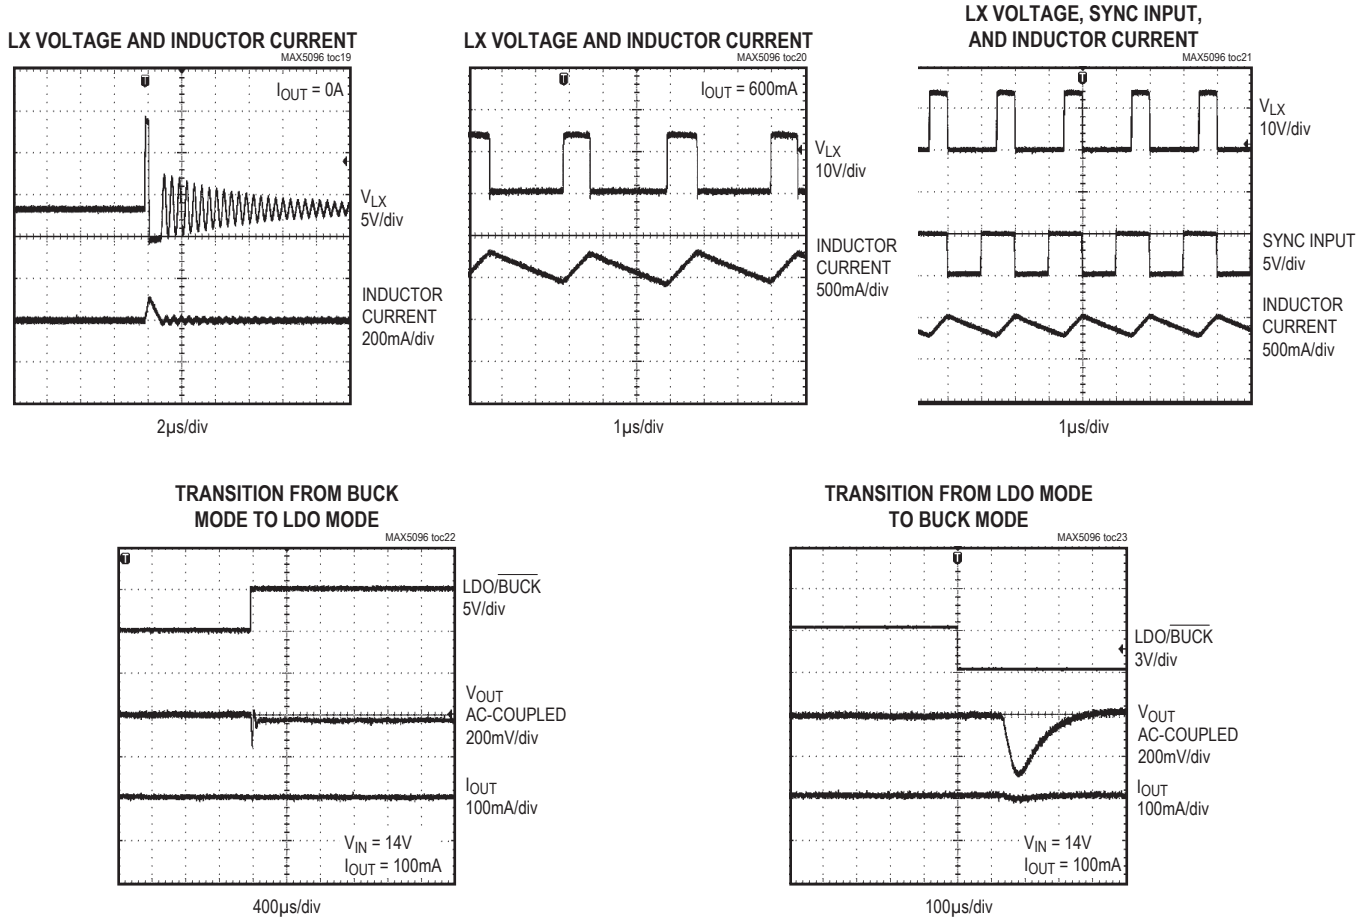 LX VOLTAGE AND INDUCTOR CURRENT
MAX5096 toc19
T
IOUT = 0A
VLX
5V/div
INDUCTOR
CURRENT
200mA/div
2µs/div
LX VOLTAGE AND INDUCTOR CURRENT
MAX5096 toc20
T
IOUT = 600mA
VLX
10V/div
INDUCTOR
CURRENT
500mA/div
1µs/div
LX VOLTAGE, SYNC INPUT,
AND INDUCTOR CURRENT
MAX5096 toc21
T
VLX
10V/div
SYNC INPUT
5V/div
INDUCTOR
CURRENT
500mA/div
1µs/div
TRANSITION FROM BUCK
MODE TO LDO MODE
MAX5096 toc22
T
LDO/BUCK
5V/div
VOUT
AC-COUPLED
200mV/div
IOUT
100mA/div
VIN = 14V
IOUT = 100mA
400µs/div
TRANSITION FROM LDO MODE
TO BUCK MODE
MAX5096 toc23
T
LDO/BUCK
3V/div
VOUT
AC-COUPLED
200mV/div
IOUT
100mA/div
VIN = 14V
IOUT = 100mA
100µs/div